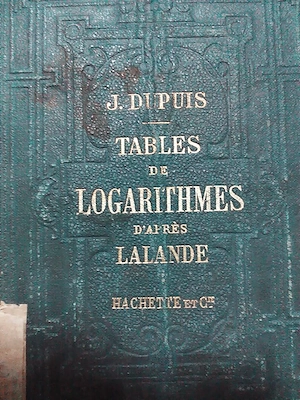 J. DUPUIS
TABLES
DE
LOGARITHMES
D'APRÈS
LALANDE
HACHETTE ET Cᴵᴱ